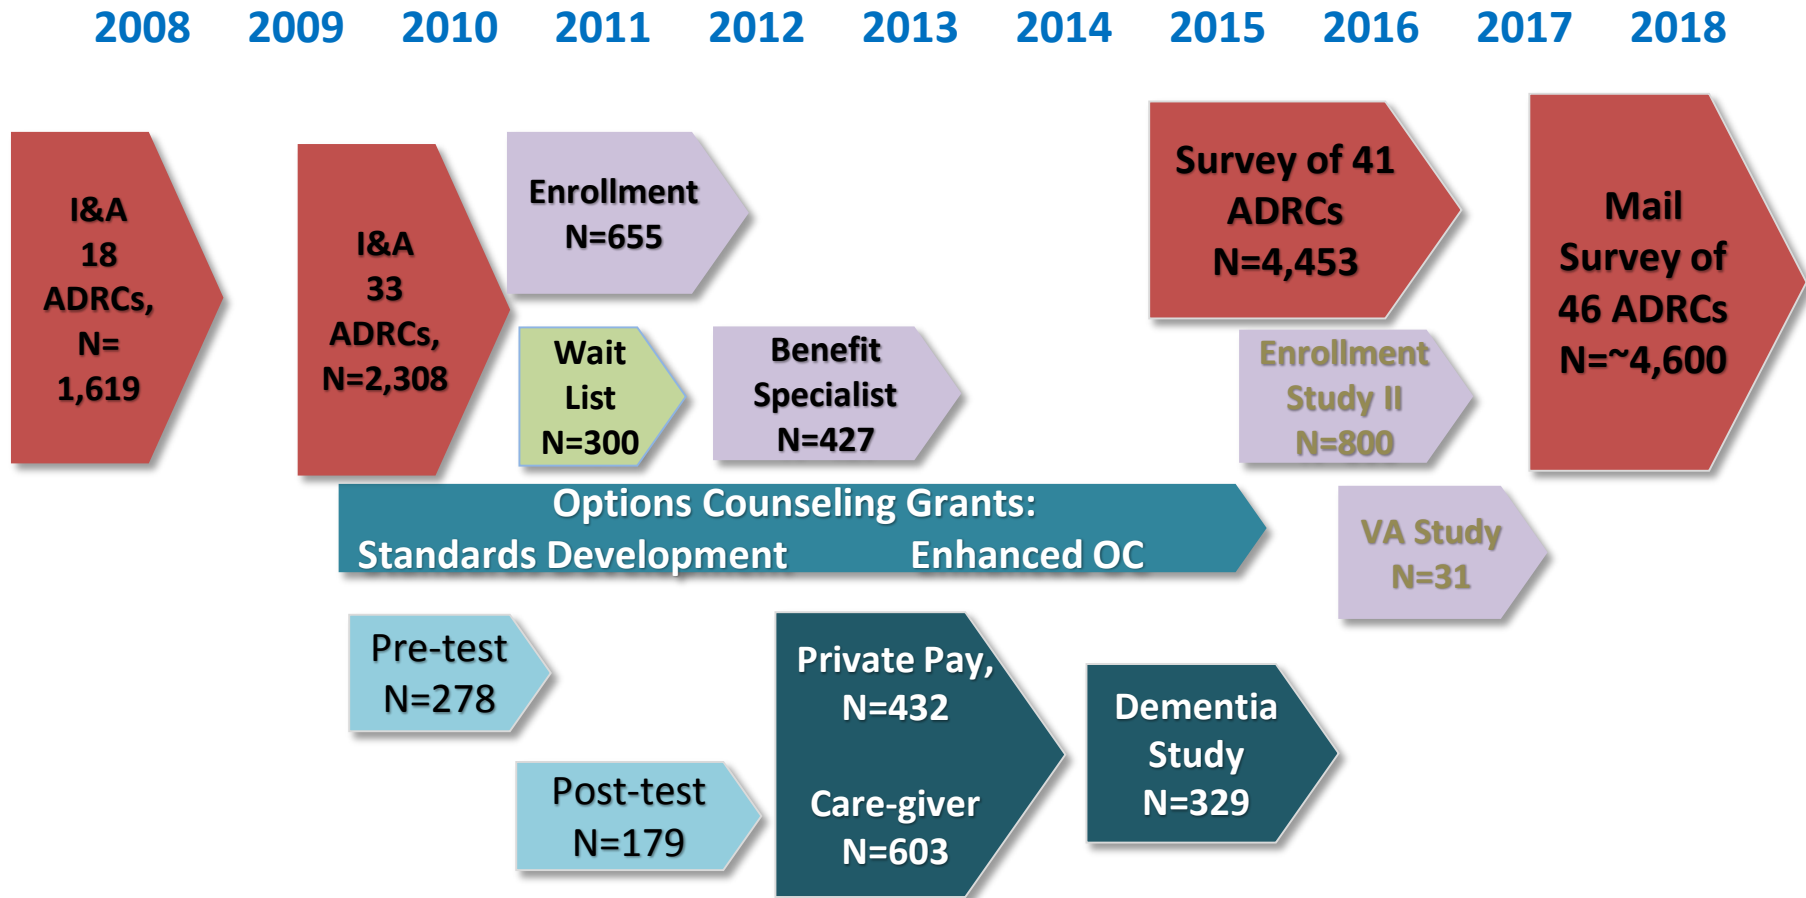 2008 2009 2010 2011 2012 2013 2014 2015 2016 2017 2018
I&A
18
ADRCs,
N=
1,619
I&A
33
ADRCs,
N=2,308
Enrollment
N=655
Wait
List
N=300
Benefit
Specialist
N=427
Survey of 41
ADRCs
N=4,453
Enrollment
Study II
N=800
Mail
Survey of
46 ADRCs
N=~4,600
Options Counseling Grants:
Standards Development Enhanced OC
VA Study
N=31
Pre-test
N=278
Post-test
N=179
Private Pay,
N=432
Care-giver
N=603
Dementia
Study
N=329